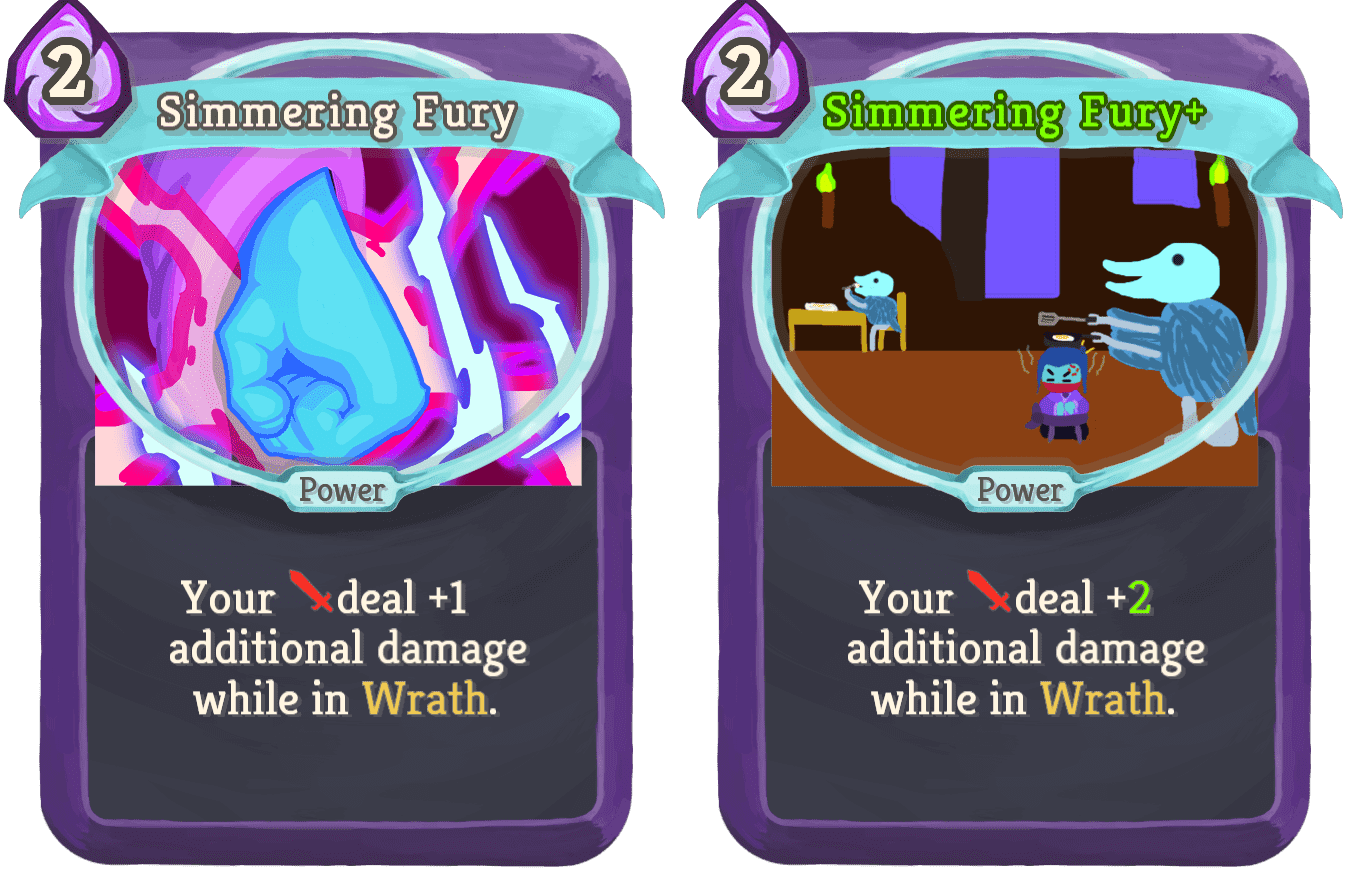 2
Simmering Fury
Power
Your deal +1
additional damage
while in Wrath.
2
Simmering Fury+
Power
Your deal +2
additional damage
while in Wrath.